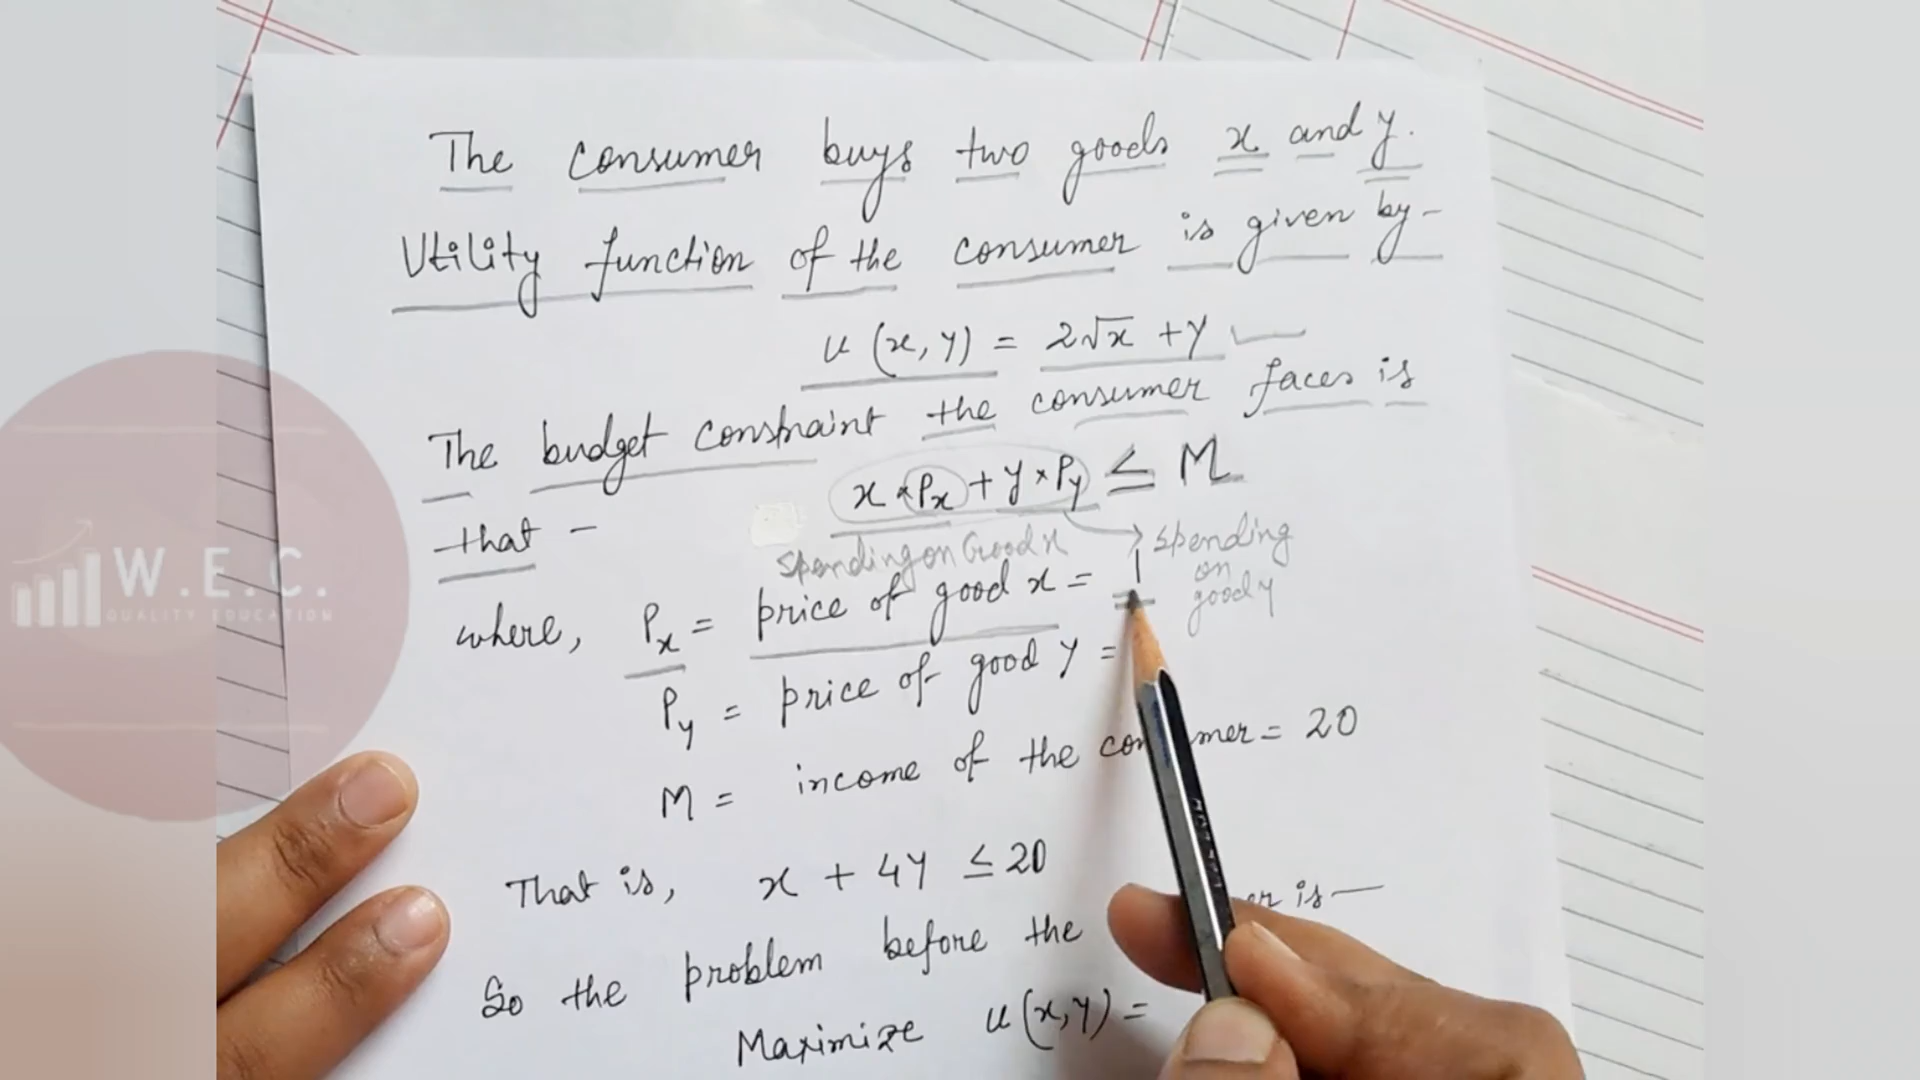 The consumer buys two goods x and y.
Utility function of the consumer is given by-
u (x, y) = 2√x + y
The budget constraint the consumer faces is
that - x × Px + y × Py ≤ M
Spending on Good x
spending
on
good y
where, Px = price of good x = 1
Py = price of good y =
M = income of the = 20
That is, x + 4y ≤ 20
So the problem before the is —
Maximize u(x,y) =
W.E.C.
QUALITY EDUCATION